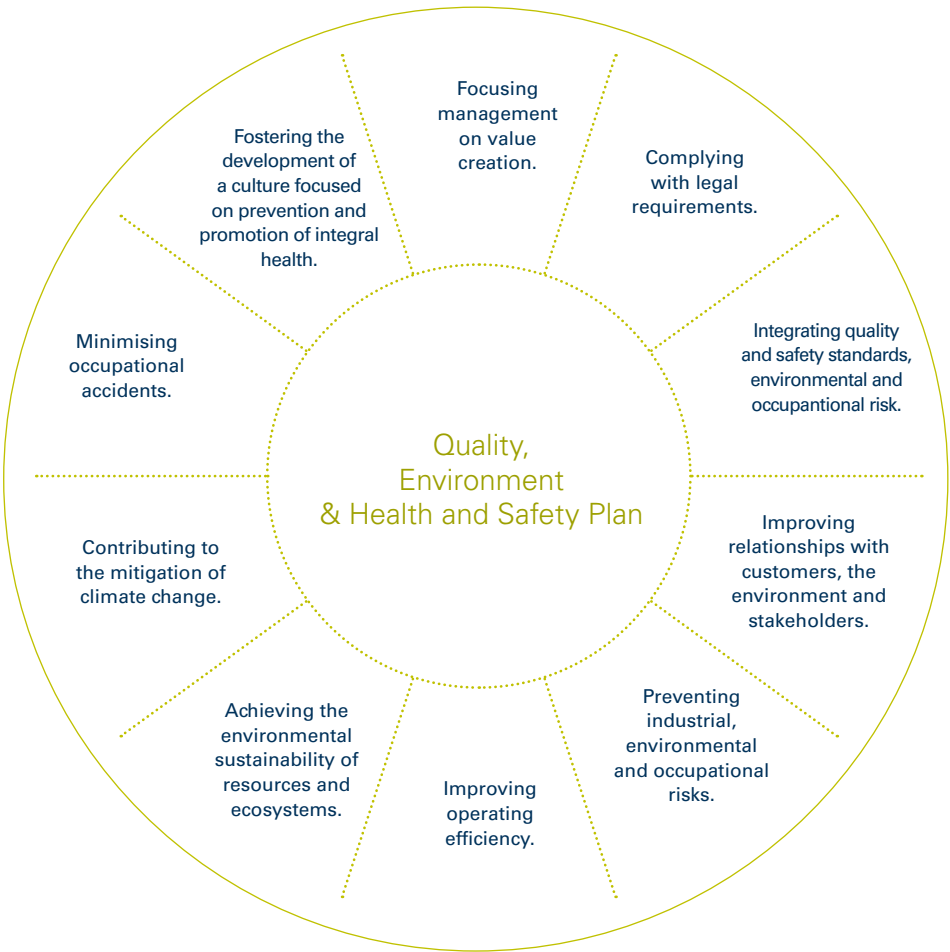 Focusing
management
on value
creation.
Complying
with legal
requirements.
Integrating quality
and safety standards,
environmental and
occupantional risk.
Improving
relationships with
customers, the
environment and
stakeholders.
Preventing
industrial,
environmental
and occupational
risks.
Improving
operating
efficiency.
Achieving the
environmental
sustainability of
resources and
ecosystems.
Contributing to
the mitigation of
climate change.
Minimising
occupational
accidents.
Fostering the
development of
a culture focused
on prevention and
promotion of integral
health.
Quality,
Environment
& Health and Safety Plan